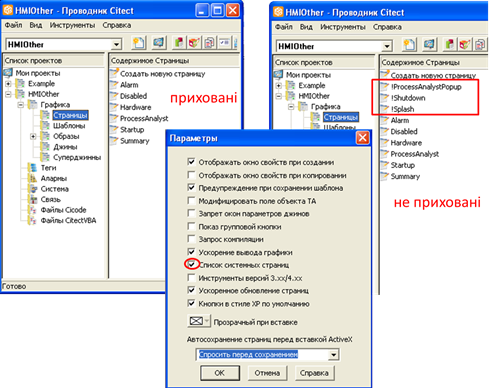 HMIOther - Проводник Citect
Файл Вид Инструменты Справка
HMIOther
Список проектов
Мои проекты
Example
HMIOther
Графика
Страницы
Шаблоны
Образы
Джины
Суперджинны
Теги
Алармы
Система
Связь
Файлы Cicode
Файлы CitectVBA
Готово
Содержимое Страницы
Создать новую страницу
Alarm
Disabled
Hardware
ProcessAnalyst
Startup
Summary
приховані
HMIOther - Проводник Citect
Файл Вид Инструменты Справка
HMIOther
Список проектов
Мои проекты
Example
HMIOther
Графика
Страницы
Шаблоны
Содержимое Страницы
Создать новую страницу
!ProcessAnalystPopup
!Shutdown
!Splash
Alarm
Disabled
Hardware
ProcessAnalyst
Startup
Summary
не приховані
Параметры
Отображать окно свойств при создании
Отображать окно свойств при копировании
Предупреждение при сохранении шаблона
Модифицировать поле объекта ТА
Запрет окон параметров джинов
Показ групповой кнопки
Запрос компиляции
Ускорение вывода графики
Список системных страниц
Инструменты версий 3.xx/4.xx
Ускоренное обновление страниц
Кнопки в стиле XP по умолчанию
Прозрачный при вставке
Автосохранение страниц перед вставкой ActiveX
Спросить перед сохранением
OK Отмена Справка